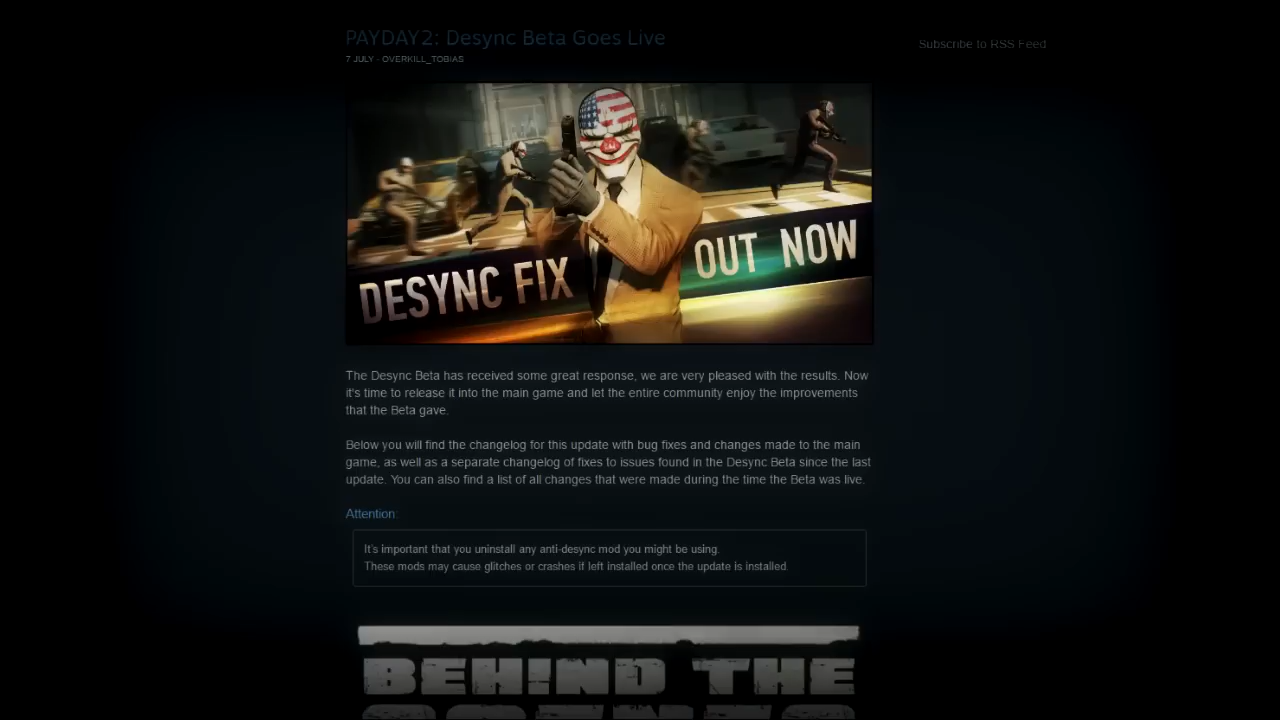 PAYDAY2: Desync Beta Goes Live
Subscribe to RSS Feed
7 JULY - OVERKILL_TOBIAS
DESYNC FIX
OUT NOW
The Desync Beta has received some great response, we are very pleased with the results. Now
it's time to release it into the main game and let the entire community enjoy the improvements
that the Beta gave.
Below you will find the changelog for this update with bug fixes and changes made to the main
game, as well as a separate changelog of fixes to issues found in the Desync Beta since the last
update. You can also find a list of all changes that were made during the time the Beta was live.
Attention:
It's important that you uninstall any anti-desync mod you might be using.
These mods may cause glitches or crashes if left installed once the update is installed.
BEHIND THE